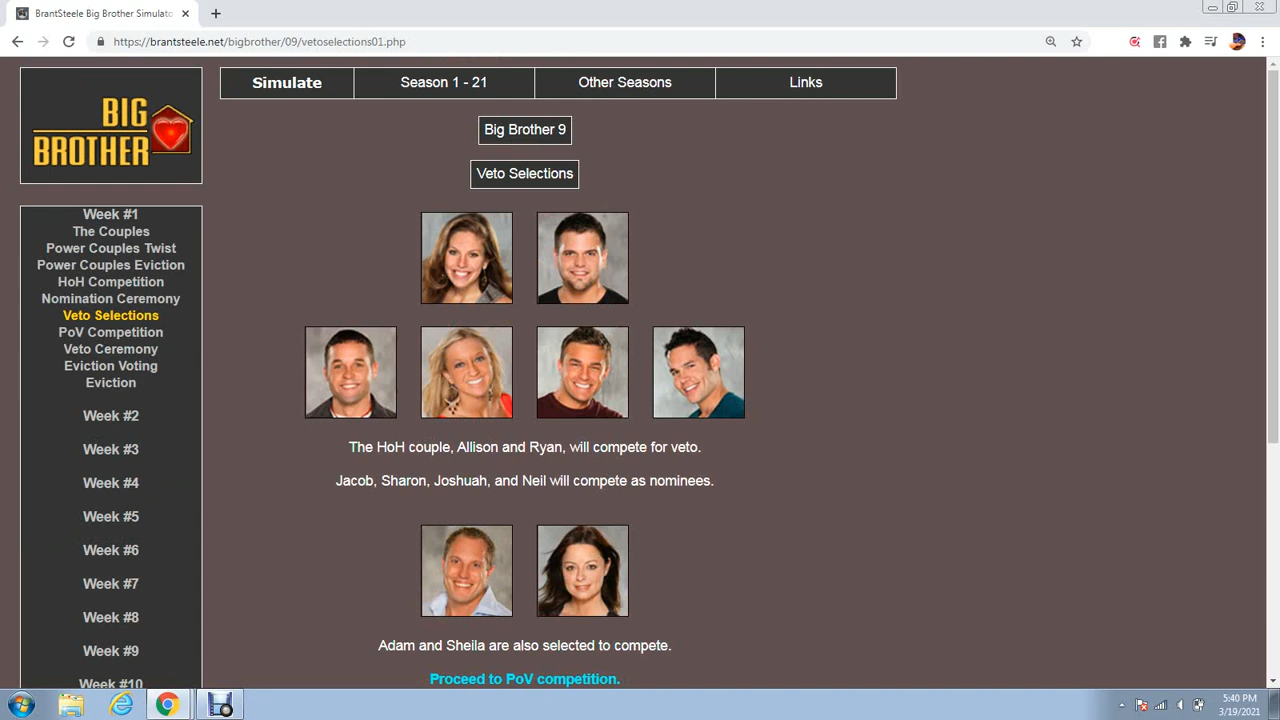 BrantSteele Big Brother Simulato
https://brantsteele.net/bigbrother/09/vetoselections01.php
BIG
BROTHER
Simulate
Season 1 - 21
Other Seasons
Links
Week #1
The Couples
Power Couples Twist
Power Couples Eviction
HoH Competition
Nomination Ceremony
Veto Selections
PoV Competition
Veto Ceremony
Eviction Voting
Eviction
Week #2
Week #3
Week #4
Week #5
Week #6
Week #7
Week #8
Week #9
Week #10
Big Brother 9
Veto Selections
The HoH couple, Allison and Ryan, will compete for veto.
Jacob, Sharon, Joshuah, and Neil will compete as nominees.
Adam and Sheila are also selected to compete.
Proceed to PoV competition.
5:40 PM
3/19/2021